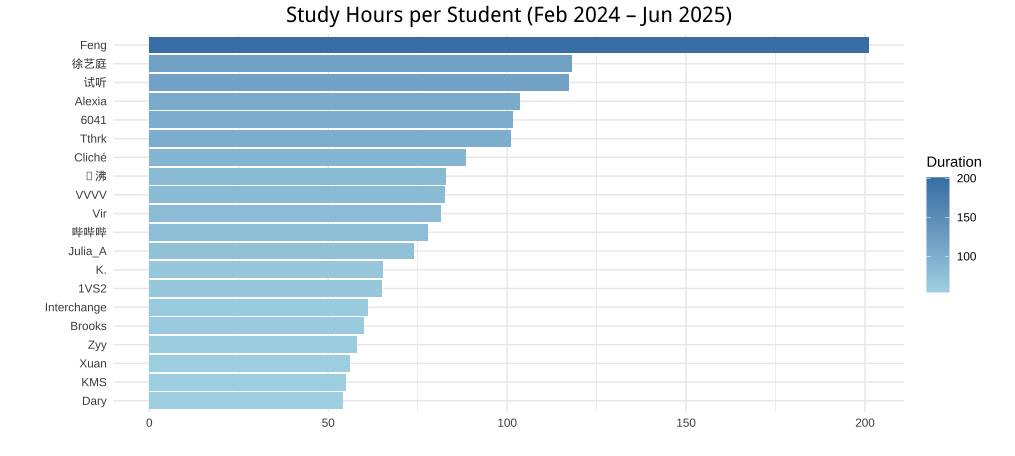 Study Hours per Student (Feb 2024 – Jun 2025)
Feng
徐艺庭
试听
Alexia
6041
Tthrk
Cliché
沸
VVVV
Vir
哔哔哔
Julia_A
K.
1VS2
Interchange
Brooks
Zyy
Xuan
KMS
Dary
0 50 100 150 200
Duration
200
150
100